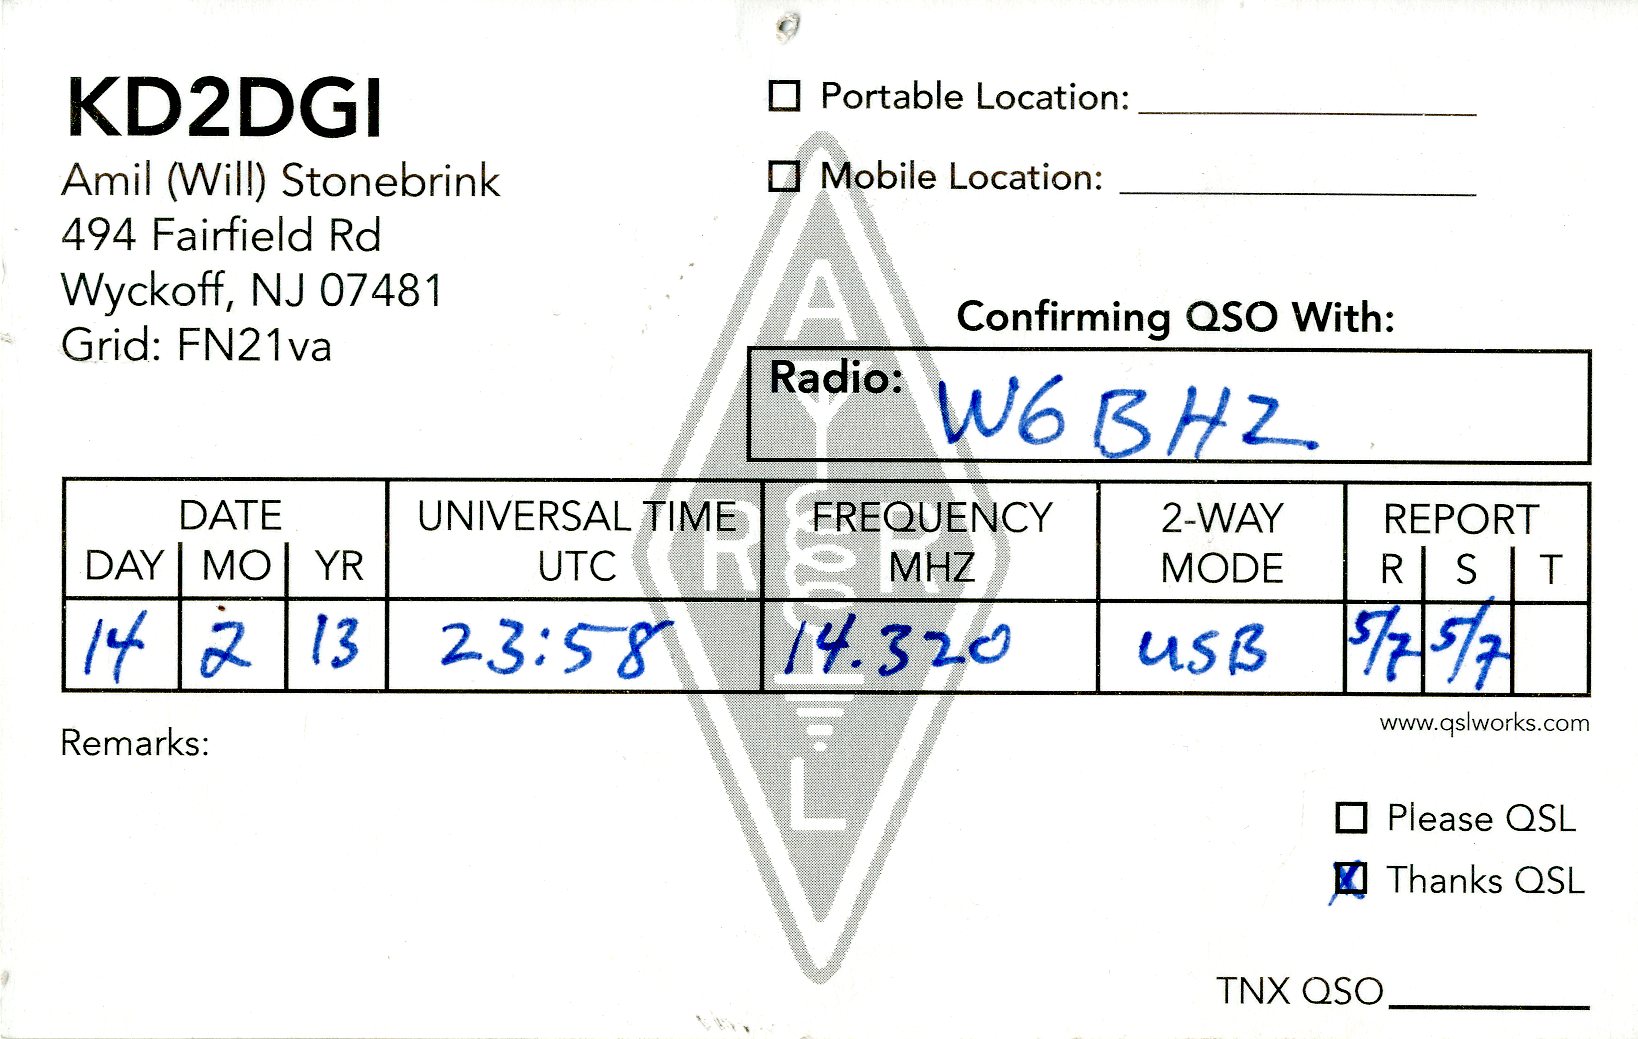 KD2DGI
Amil (Will) Stonebrink
494 Fairfield Rd
Wyckoff, NJ 07481
Grid: FN21va
Portable Location:
Mobile Location:
Confirming QSO With:
Radio: W6BHZ
DATE UNIVERSAL TIME FREQUENCY 2-WAY REPORT
DAY MO YR UTC MHZ MODE R S T
14 2 13 23:58 14.320 USB 5/7 5/7
www.qslworks.com
Remarks:
Please QSL
Thanks QSL
TNX QSO
A
R R
L